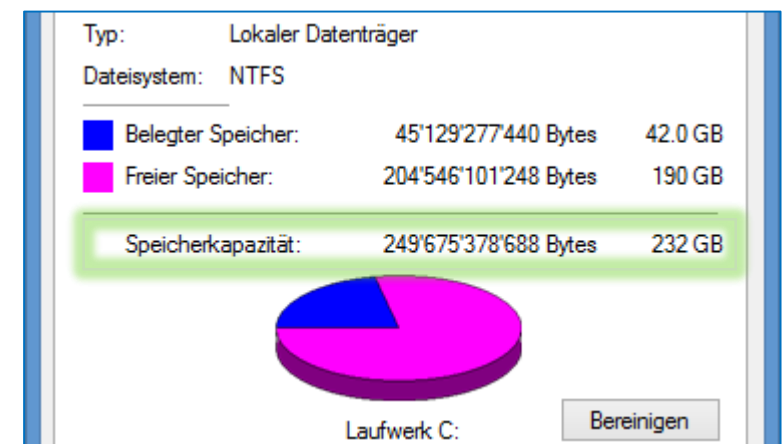 Typ: Lokaler Datenträger
Dateisystem: NTFS
Belegter Speicher: 45'129'277'440 Bytes 42.0 GB
Freier Speicher: 204'546'101'248 Bytes 190 GB
Speicherkapazität: 249'675'378'688 Bytes 232 GB
Laufwerk C:
Bereinigen